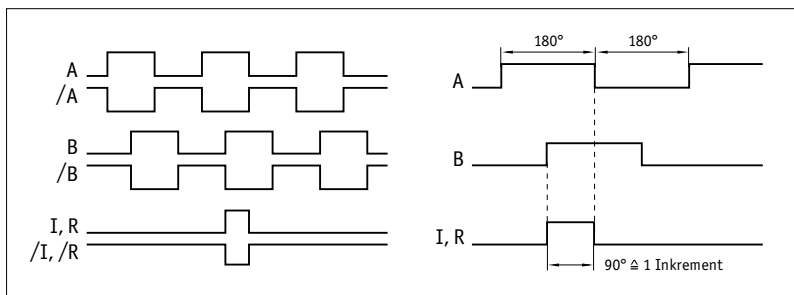 A
/A
B
/B
I, R
/I, /R
180° 180°
A
B
I, R
90° ≙ 1 Inkrement